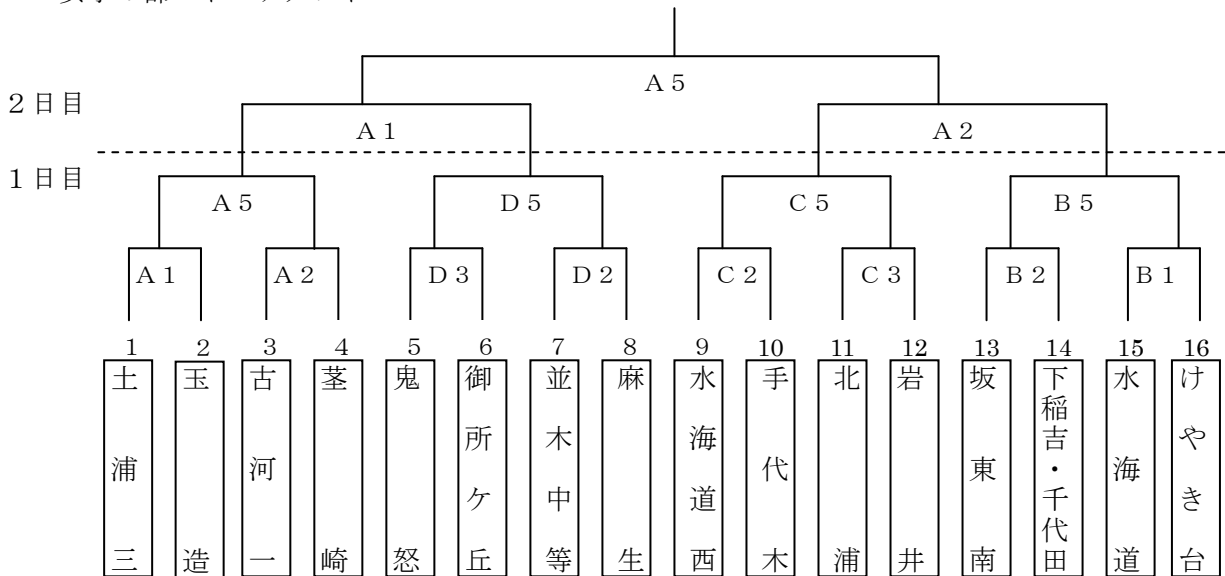 Ａ５
２日目
Ａ１ Ａ２
１日目
Ａ５ Ｄ５ Ｃ５ Ｂ５
Ａ１ Ａ２ Ｄ３ Ｄ２ Ｃ２ Ｃ３ Ｂ２ Ｂ１
1 2 3 4 5 6 7 8 9 10 11 12 13 14 15 16
土浦三
玉造
古河一
茎崎
鬼怒
御所ケ丘
並木中等
麻生
水海道西
手代木
北浦
岩井
坂東南
下稲吉・千代田
水海道
けやき台